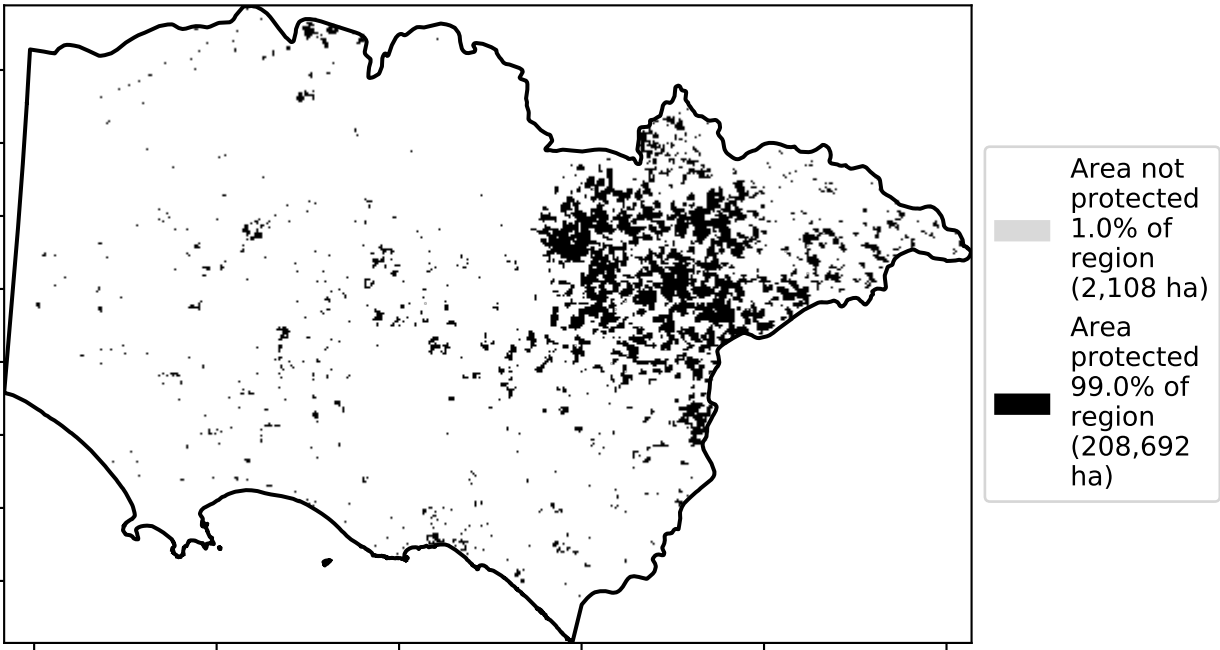 Area not
protected
1.0% of
region
(2,108 ha)
Area
protected
99.0% of
region
(208,692
ha)